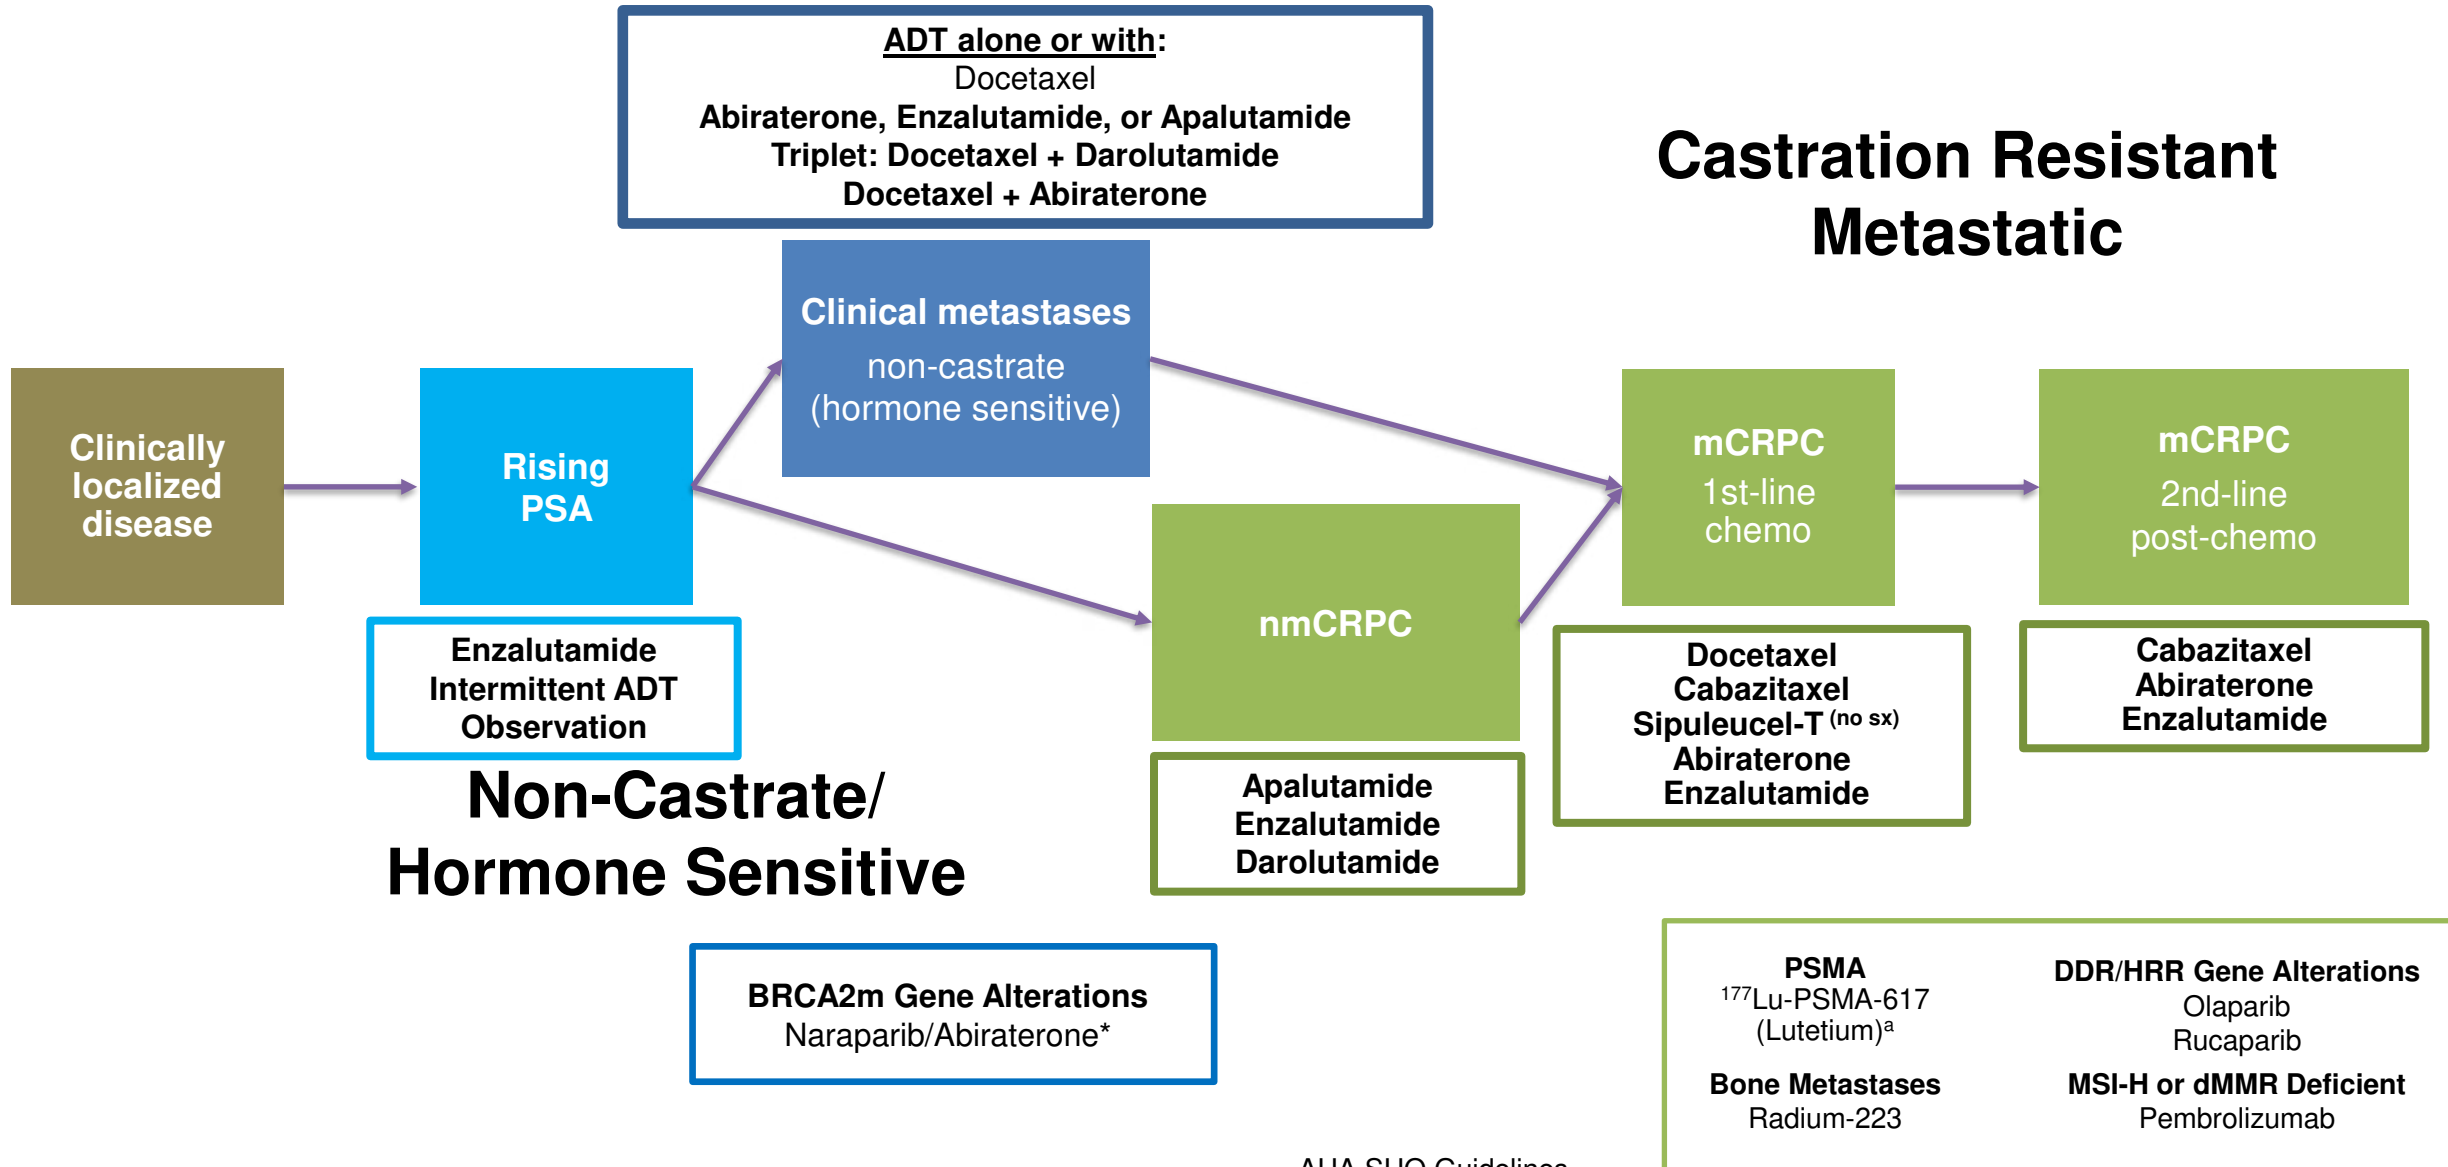 ADT alone or with:
Docetaxel
Abiraterone, Enzalutamide, or Apalutamide
Triplet: Docetaxel + Darolutamide
Docetaxel + Abiraterone
Castration Resistant
Metastatic
Clinical metastases
non-castrate
(hormone sensitive)
Clinically
localized
disease
Rising
PSA
mCRPC
1st-line
chemo
mCRPC
2nd-line
post-chemo
nmCRPC
Enzalutamide
Intermittent ADT
Observation
Docetaxel
Cabazitaxel
Sipuleucel-T (no sx)
Abiraterone
Enzalutamide
Cabazitaxel
Abiraterone
Enzalutamide
Non-Castrate/
Hormone Sensitive
Apalutamide
Enzalutamide
Darolutamide
BRCA2m Gene Alterations
Naraparib/Abiraterone*
PSMA
177Lu-PSMA-617
(Lutetium)a
Bone Metastases
Radium-223
DDR/HRR Gene Alterations
Olaparib
Rucaparib
MSI-H or dMMR Deficient
Pembrolizumab
Guidelines